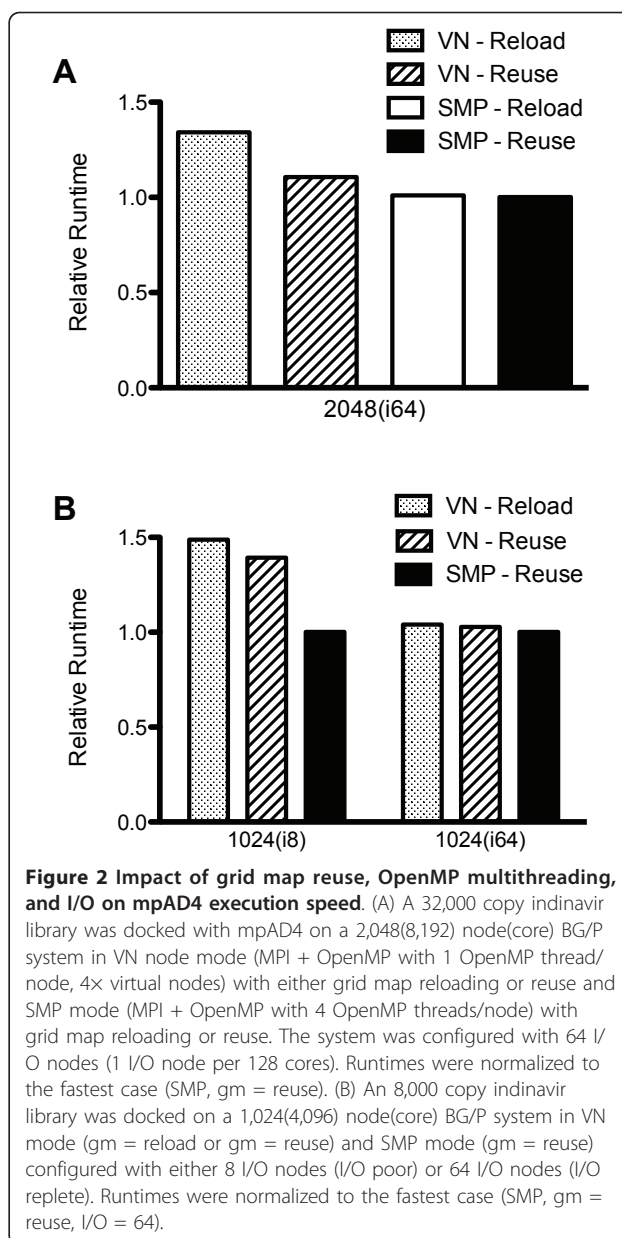 A
VN - Reload
VN - Reuse
SMP - Reload
SMP - Reuse
Relative Runtime
1.5
1.0
0.5
0.0
2048(i64)
B
VN - Reload
VN - Reuse
SMP - Reuse
Relative Runtime
1.5
1.0
0.5
0.0
1024(i8)
1024(i64)
Figure 2 Impact of grid map reuse, OpenMP multithreading,
and I/O on mpAD4 execution speed. (A) A 32,000 copy indinavir
library was docked with mpAD4 on a 2,048(8,192) node(core) BG/P
system in VN node mode (MPI + OpenMP with 1 OpenMP thread/
node, 4× virtual nodes) with either grid map reloading or reuse and
SMP mode (MPI + OpenMP with 4 OpenMP threads/node) with
grid map reloading or reuse. The system was configured with 64 I/
O nodes (1 I/O node per 128 cores). Runtimes were normalized to
the fastest case (SMP, gm = reuse). (B) An 8,000 copy indinavir
library was docked on a 1,024(4,096) node(core) BG/P system in VN
mode (gm = reload or gm = reuse) and SMP mode (gm = reuse)
configured with either 8 I/O nodes (I/O poor) or 64 I/O nodes (I/O
replete). Runtimes were normalized to the fastest case (SMP, gm =
reuse, I/O = 64).